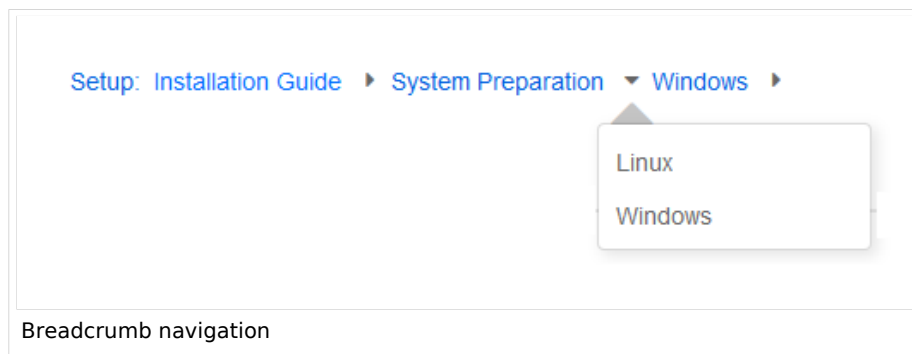 Setup: Installation Guide System Preparation Windows
Linux
Windows
Breadcrumb navigation